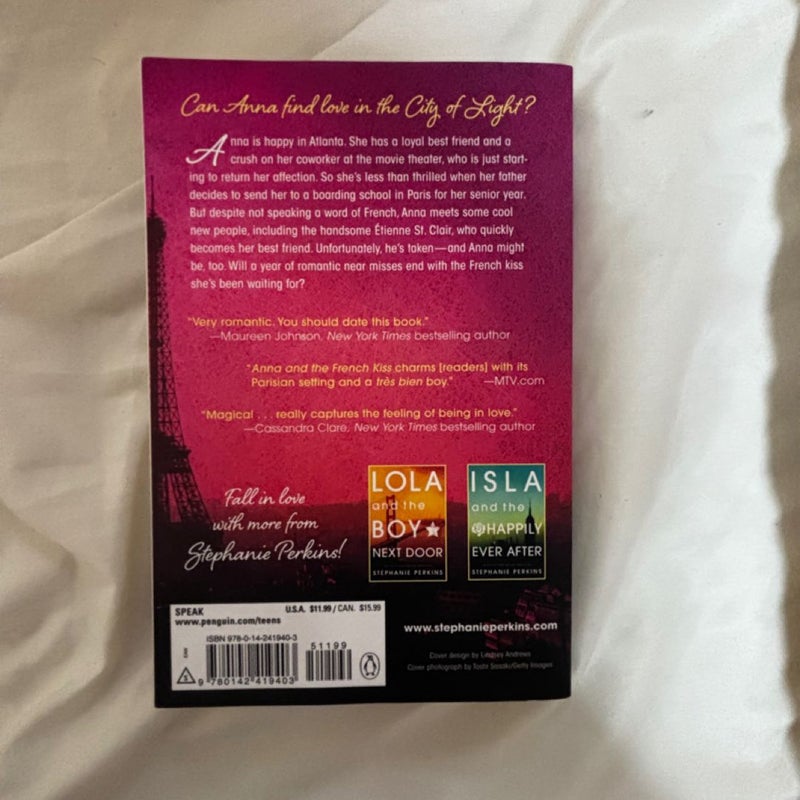 Can Anna find love in the City of Light?
Anna is happy in Atlanta. She has a loyal best friend and a
crush on her coworker at the movie theater, who is just start-
ing to return her affection. So she's less than thrilled when her father
decides to send her to a boarding school in Paris for her senior year.
But despite not speaking a word of French, Anna meets some cool
new people, including the handsome Étienne St. Clair, who quickly
becomes her best friend. Unfortunately, he's taken—and Anna might
be, too. Will a year of romantic near misses end with the French kiss
she's been waiting for?
"Very romantic. You should date this book."
—Maureen Johnson, New York Times bestselling author
"Anna and the French Kiss charms [readers] with its
Parisian setting and a très bien boy." —MTV.com
"Magical . . . really captures the feeling of being in love."
—Cassandra Clare, New York Times bestselling author
Fall in love
with more from
Stephanie Perkins!
LOLA
and the
BOY
NEXT DOOR
STEPHANIE PERKINS
ISLA
and the
HAPPILY
EVER AFTER
STEPHANIE PERKINS
SPEAK
www.penguin.com/teens
U.S.A. $11.99 / CAN. $15.99
ISBN 978-0-14-241940-3
51199
EAN
9 780142 419403
www.stephanieperkins.com
Cover design by Lindsey Andrews
Cover photograph by Toshi Sasaki/Getty Images